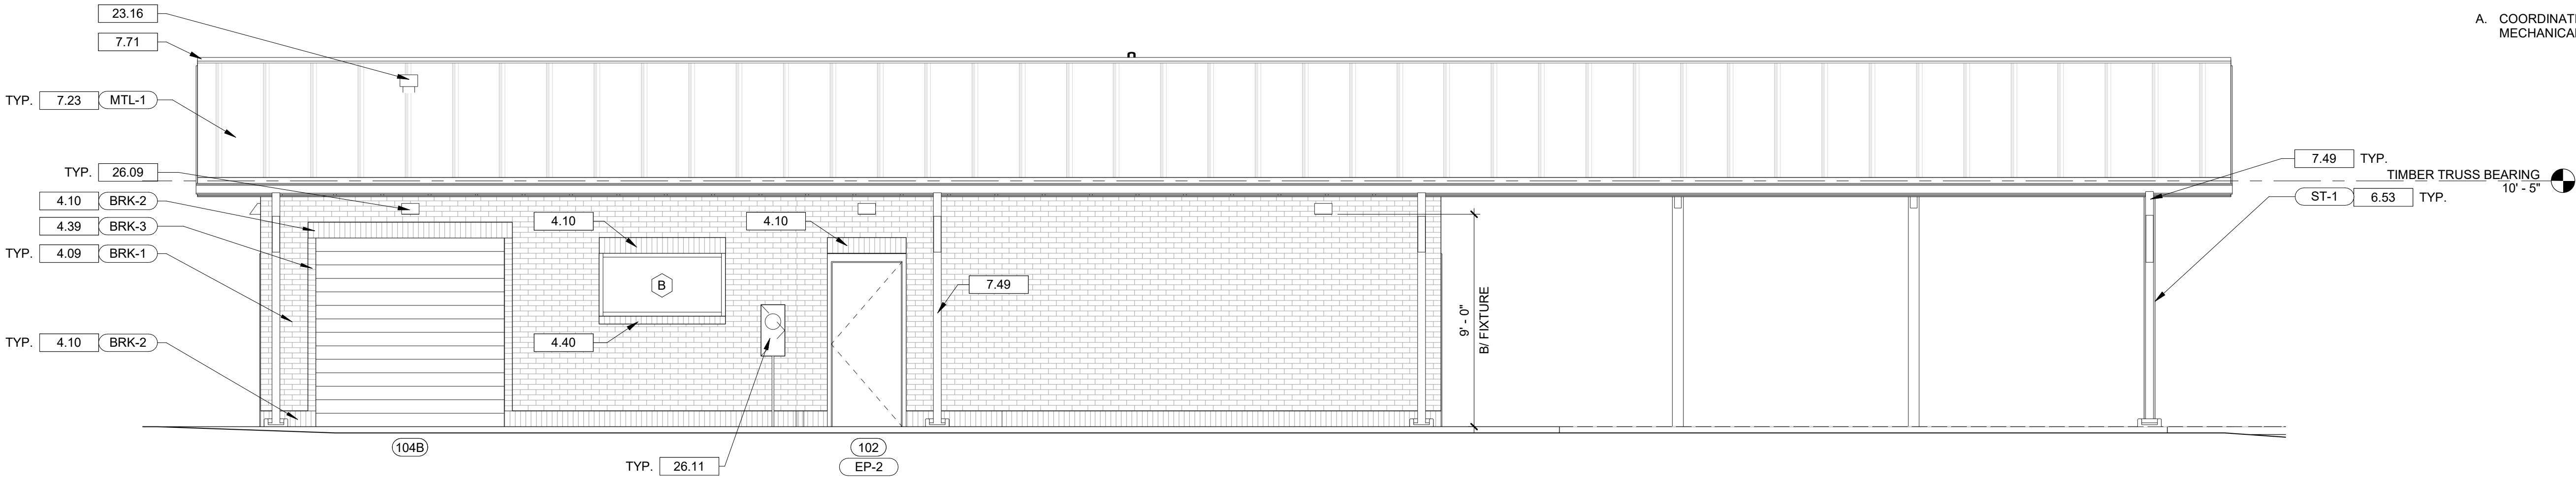 23.16
7.71
A. COORDINAT
MECHANICAL
TYP. 7.23 MTL-1
TYP. 26.09
7.49 TYP.
TIMBER TRUSS BEARING
10' - 5"
ST-1 6.53 TYP.
4.10 BRK-2
4.39 BRK-3
TYP. 4.09 BRK-1
4.10
4.10
B
7.49
9' - 0"
B/ FIXTURE
TYP. 4.10 BRK-2
4.40
104B
102
EP-2
TYP. 26.11